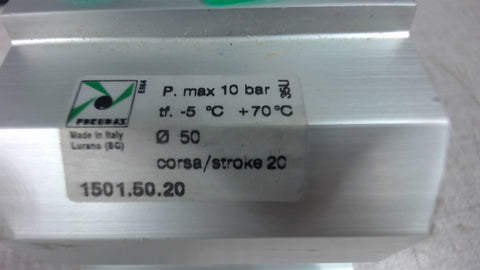 PNEUMAX
Made in Italy
Lurano (BG)
P. max 10 bar
tf. -5 °C +70°C
Ø 50
corsa/stroke 20
1501.50.20